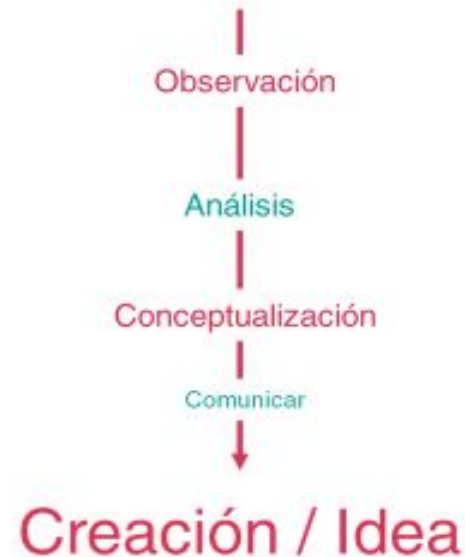 Observación
Análisis
Conceptualización
Comunicar
Creación / Idea